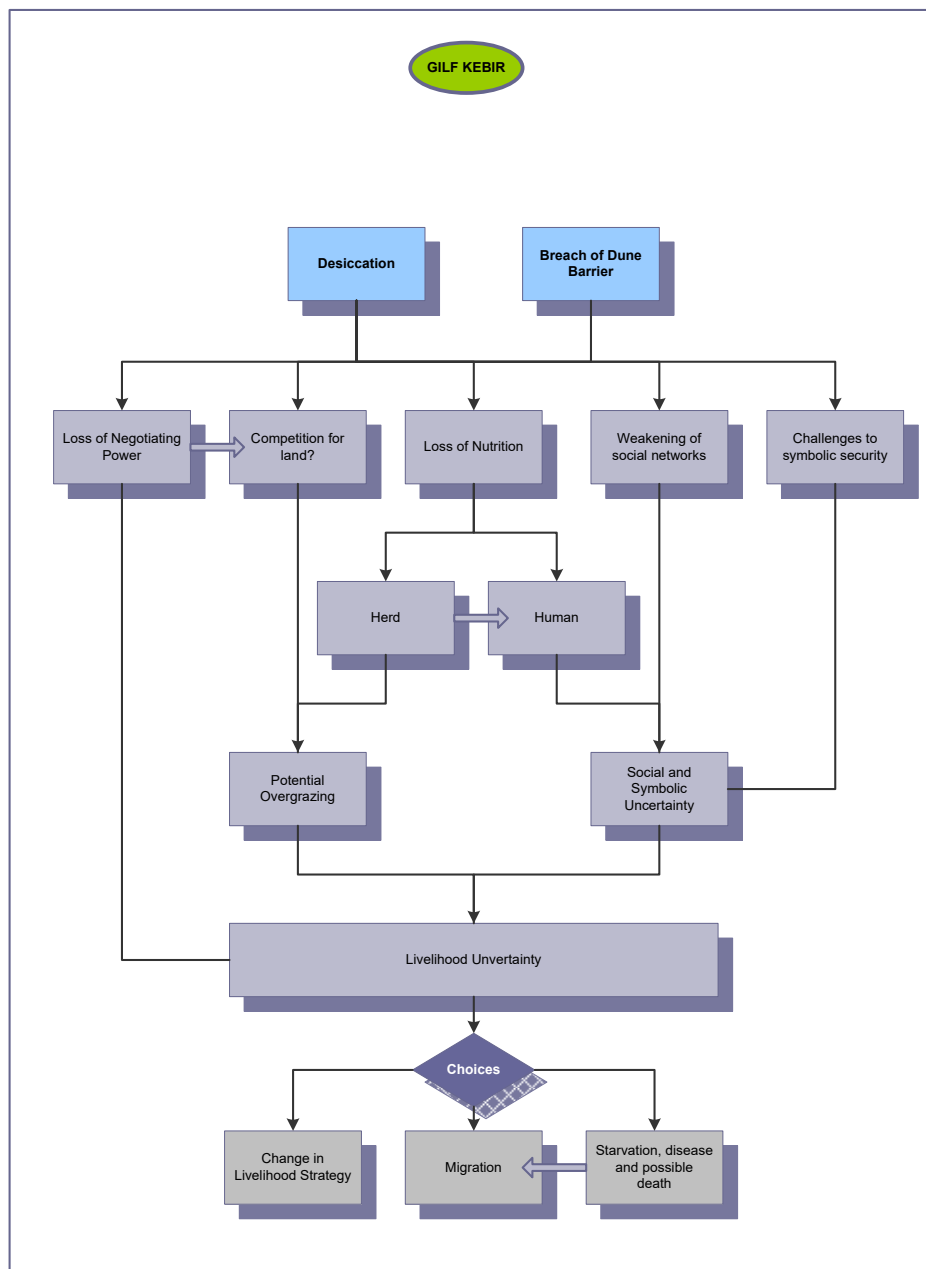 GILF KEBIR
Desiccation
Breach of Dune
Barrier
Loss of Negotiating
Power
Competition for
land?
Loss of Nutrition
Weakening of
social networks
Challenges to
symbolic security
Herd
Human
Potential
Overgrazing
Social and
Symbolic
Uncertainty
Livelihood Unvertainty
Choices
Change in
Livelihood Strategy
Migration
Starvation, disease
and possible
death